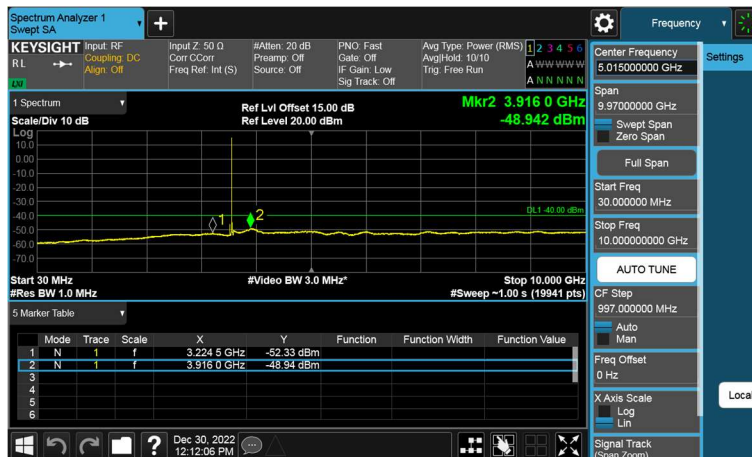 Spectrum Analyzer 1
Swept SA
+
Frequency
KEYSIGHT
RL
LXI
Input: RF
Coupling: DC
Align: Off
Input Z: 50 Ω
Corr CCorr
Freq Ref: Int (S)
#Atten: 20 dB
Preamp: Off
Source: Off
PNO: Fast
Gate: Off
IF Gain: Low
Sig Track: Off
Avg Type: Power (RMS)
Avg|Hold: 10/10
Trig: Free Run
1 2 3 4 5 6
A W W W W W
A N N N N N
1 Spectrum
Scale/Div 10 dB
Ref Lvl Offset 15.00 dB
Ref Level 20.00 dBm
Mkr2 3.916 0 GHz
-48.942 dBm
Log
10.0
0.00
-10.0
-20.0
-30.0
-40.0
-50.0
-60.0
-70.0
1
2
DL1 -40.00 dBm
Start 30 MHz
#Res BW 1.0 MHz
#Video BW 3.0 MHz*
Stop 10.000 GHz
#Sweep ~1.00 s (19941 pts)
5 Marker Table
Mode Trace Scale X Y Function Function Width Function Value
1 N 1 f 3.224 5 GHz -52.33 dBm
2 N 1 f 3.916 0 GHz -48.94 dBm
3
4
5
6
Dec 30, 2022
12:12:06 PM
?
Center Frequency
5.015000000 GHz
Settings
Span
9.97000000 GHz
Swept Span
Zero Span
Full Span
Start Freq
30.000000 MHz
Stop Freq
10.000000000 GHz
AUTO TUNE
CF Step
997.000000 MHz
Auto
Man
Freq Offset
0 Hz
X Axis Scale
Log
Lin
Local
Signal Track
(Span Zoom)